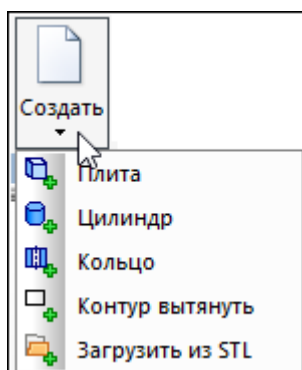 Создать
Плита
Цилиндр
Кольцо
Контур вытянуть
Загрузить из STL